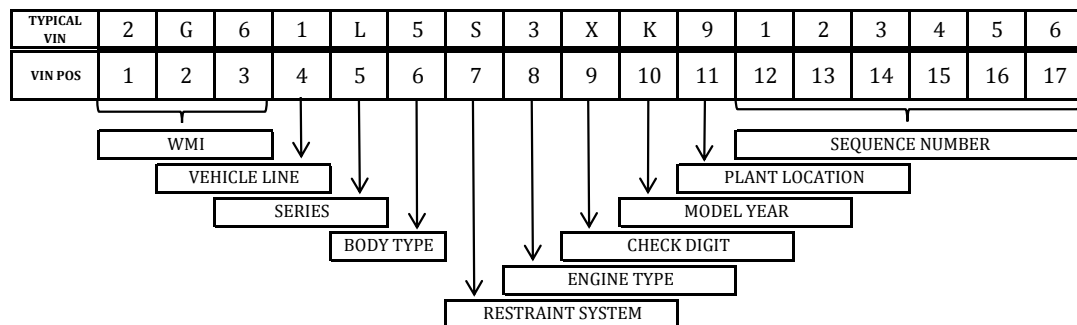 TYPICAL VIN 2 G 6 1 L 5 S 3 X K 9 1 2 3 4 5 6
VIN POS 1 2 3 4 5 6 7 8 9 10 11 12 13 14 15 16 17
WMI SEQUENCE NUMBER
VEHICLE LINE PLANT LOCATION
SERIES MODEL YEAR
BODY TYPE CHECK DIGIT
ENGINE TYPE
RESTRAINT SYSTEM